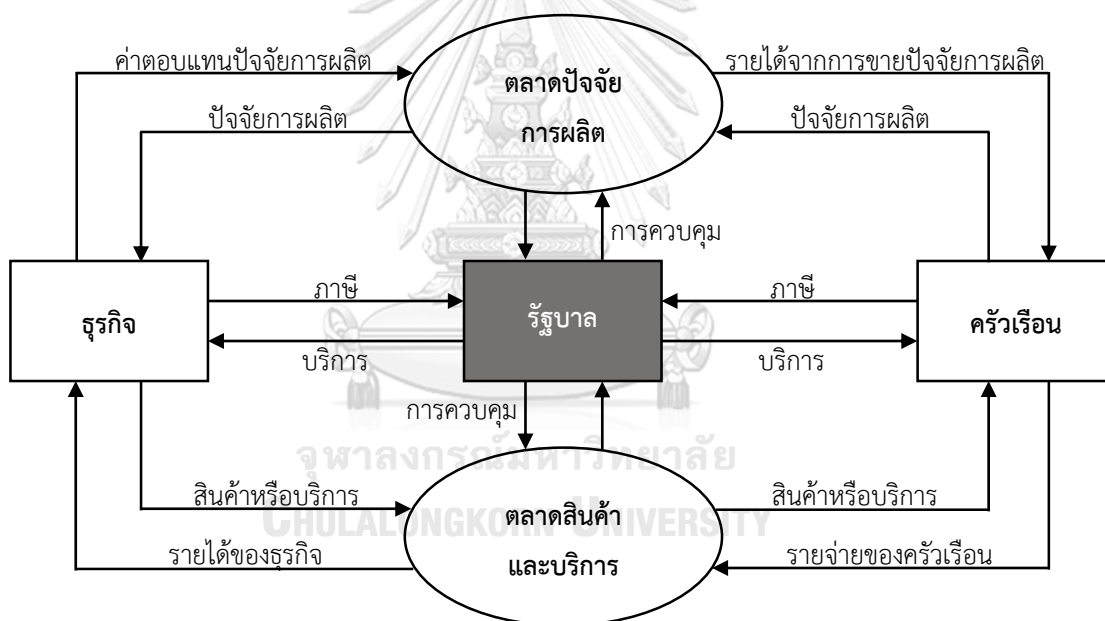 ค่าตอบแทนปัจจัยการผลิต
ตลาดปัจจัย
การผลิต
รายได้จากการขายปัจจัยการผลิต
ปัจจัยการผลิต
ปัจจัยการผลิต
การควบคุม
ธุรกิจ
ภาษี
รัฐบาล
ภาษี
ครัวเรือน
บริการ
บริการ
การควบคุม
จุฬาลงกรณ์มหาวิทยาลัย
CHULALONGKORN UNIVERSITY
สินค้าหรือบริการ
ตลาดสินค้า
และบริการ
สินค้าหรือบริการ
รายได้ของธุรกิจ
รายจ่ายของครัวเรือน